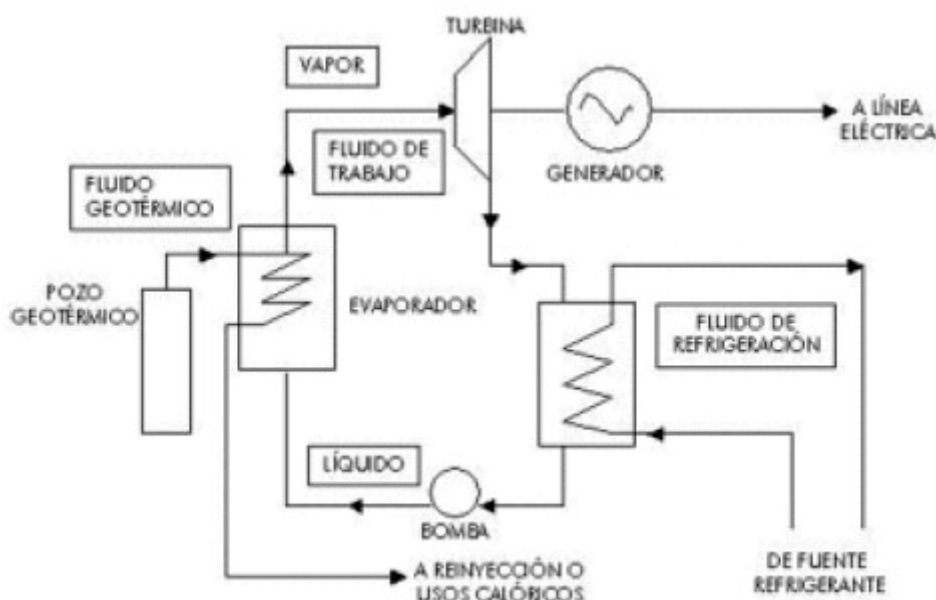 TURBINA
VAPOR
A LÍNEA
ELÉCTRICA
FLUIDO DE
TRABAJO
GENERADOR
FLUIDO
GEOTÉRMICO
POZO
GEOTÉRMICO
EVAPORADOR
FLUIDO DE
REFRIGERACIÓN
LÍQUIDO
BOMBA
A REINYECCIÓN O
USOS CALÓRICOS
DE FUENTE
REFRIGERANTE